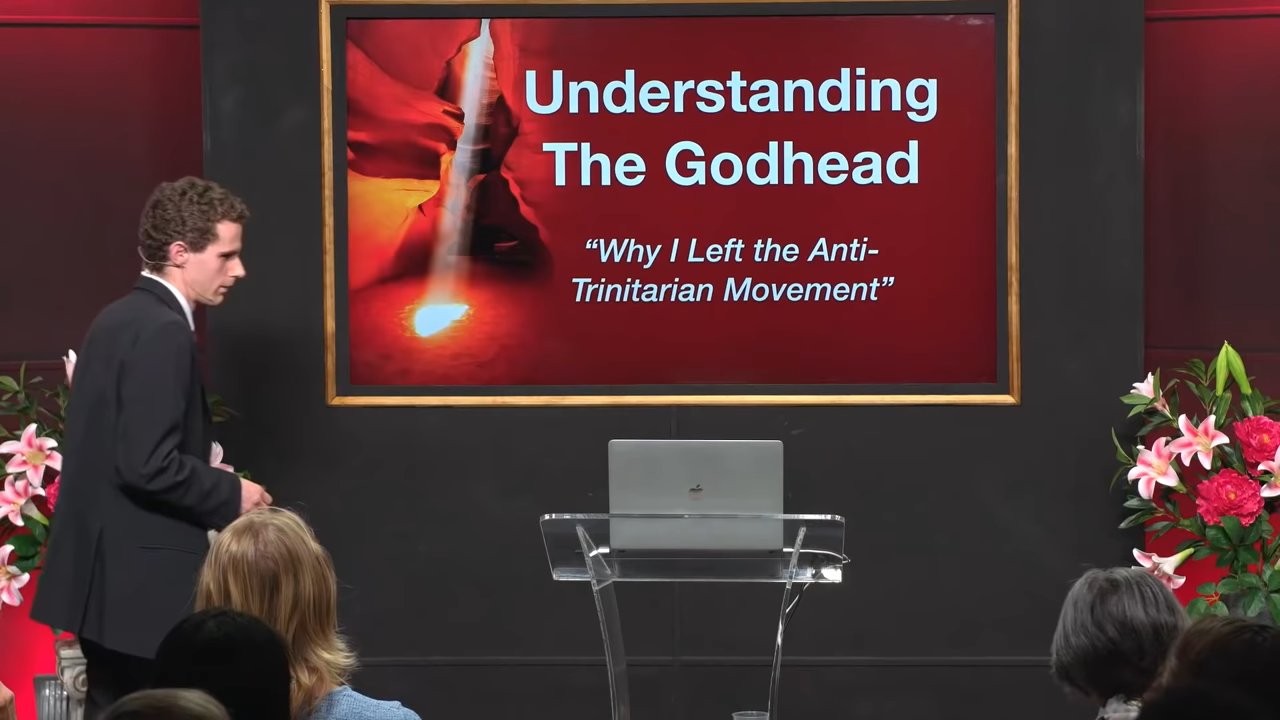 Understanding
The Godhead
“Why I Left the Anti-
Trinitarian Movement”